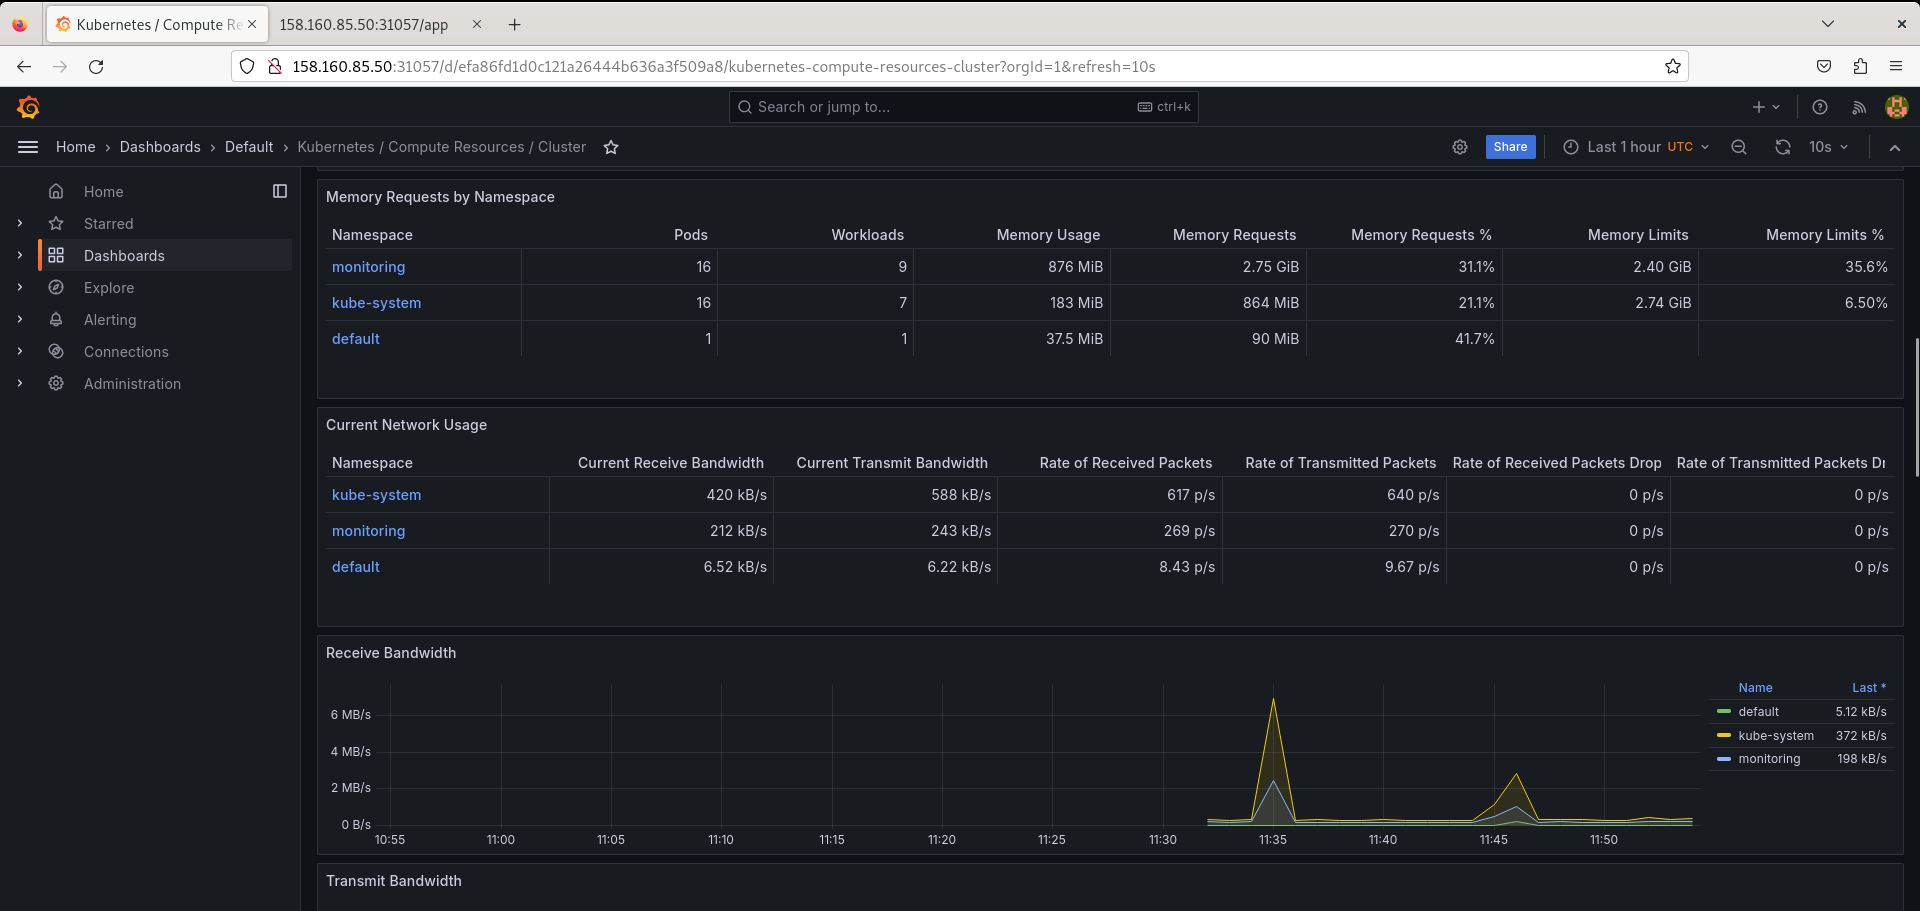 Kubernetes / Compute Re
158.160.85.50:31057/app
158.160.85.50:31057/d/efa86fd1d0c121a26444b636a3f509a8/kubernetes-compute-resources-cluster?orgId=1&refresh=10s
Search or jump to... ctrl+k
Home > Dashboards > Default > Kubernetes / Compute Resources / Cluster
Share Last 1 hour UTC 10s
Home
Starred
Dashboards
Explore
Alerting
Connections
Administration
Memory Requests by Namespace
Namespace Pods Workloads Memory Usage Memory Requests Memory Requests % Memory Limits Memory Limits %
monitoring 16 9 876 MiB 2.75 GiB 31.1% 2.40 GiB 35.6%
kube-system 16 7 183 MiB 864 MiB 21.1% 2.74 GiB 6.50%
default 1 1 37.5 MiB 90 MiB 41.7%
Current Network Usage
Namespace Current Receive Bandwidth Current Transmit Bandwidth Rate of Received Packets Rate of Transmitted Packets Rate of Received Packets Drop Rate of Transmitted Packets Dr
kube-system 420 kB/s 588 kB/s 617 p/s 640 p/s 0 p/s 0 p/s
monitoring 212 kB/s 243 kB/s 269 p/s 270 p/s 0 p/s 0 p/s
default 6.52 kB/s 6.22 kB/s 8.43 p/s 9.67 p/s 0 p/s 0 p/s
Receive Bandwidth
6 MB/s
4 MB/s
2 MB/s
0 B/s
10:55 11:00 11:05 11:10 11:15 11:20 11:25 11:30 11:35 11:40 11:45 11:50
Name Last *
default 5.12 kB/s
kube-system 372 kB/s
monitoring 198 kB/s
Transmit Bandwidth